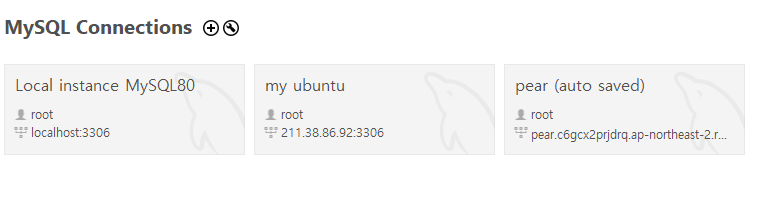 MySQL Connections
Local instance MySQL80
root
localhost:3306
my ubuntu
root
211.38.86.92:3306
pear (auto saved)
root
pear.c6gcx2prjdrq.ap-northeast-2.r...